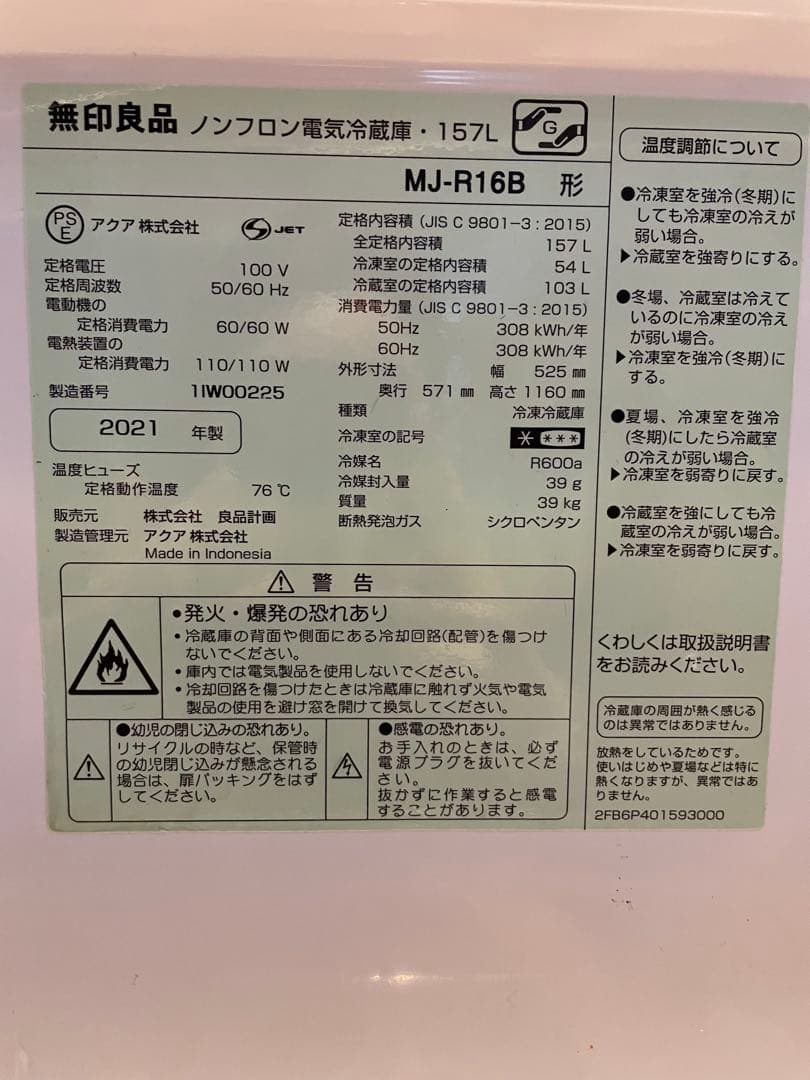 無印良品 ノンフロン電気冷蔵庫・157L
G
MJ-R16B 形
PS
E
アクア 株式会社
S JET
定格電圧 100 V
定格周波数 50/60 Hz
電動機の
定格消費電力 60/60 W
電熱装置の
定格消費電力 110/110 W
製造番号 1IW00225
2021 年製
温度ヒューズ
定格動作温度 76 ℃
販売元 株式会社 良品計画
製造管理元 アクア 株式会社
Made in Indonesia
定格内容積 (JIS C 9801-3 : 2015)
全定格内容積 157 L
冷凍室の定格内容積 54 L
冷蔵室の定格内容積 103 L
消費電力量 (JIS C 9801-3 : 2015)
50Hz 308 kWh/年
60Hz 308 kWh/年
外形寸法 幅 525 mm
奥行 571 mm 高さ 1160 mm
種類 冷凍冷蔵庫
冷凍室の記号 * ***
冷媒名 R600a
冷媒封入量 39 g
質量 39 kg
断熱発泡ガス シクロペンタン
警 告
•発火・爆発の恐れあり
・冷蔵庫の背面や側面にある冷却回路(配管)を傷つけ
ないでください。
・庫内では電気製品を使用しないでください。
・冷却回路を傷つけたときは冷蔵庫に触れず火気や電気
製品の使用を避け窓を開けて換気してください。
●幼児の閉じ込みの恐れあり。
リサイクルの時など、保管時
の幼児閉じ込みが懸念される
場合は、扉パッキングをはず
してください。
●感電の恐れあり。
お手入れのときは、必ず
電源プラグを抜いてくだ
さい。
抜かずに作業すると感電
することがあります。
温度調節について
●冷凍室を強冷(冬期)に
しても冷凍室の冷えが
弱い場合。
▶冷蔵室を強寄りにする。
●冬場、冷蔵室は冷えて
いるのに冷凍室の冷え
が弱い場合。
▶冷凍室を強冷(冬期)に
する。
●夏場、冷凍室を強冷
(冬期)にしたら冷蔵室
の冷えが弱い場合。
▶冷凍室を弱寄りに戻す。
●冷蔵室を強にしても冷
蔵室の冷えが弱い場合。
▶冷凍室を弱寄りに戻す。
くわしくは取扱説明書
をお読みください。
冷蔵庫の周囲が熱く感じる
のは異常ではありません。
放熱をしているためです。
使いはじめや夏場などは特に
熱くなりますが、異常ではあ
りません。
2FB6P401593000